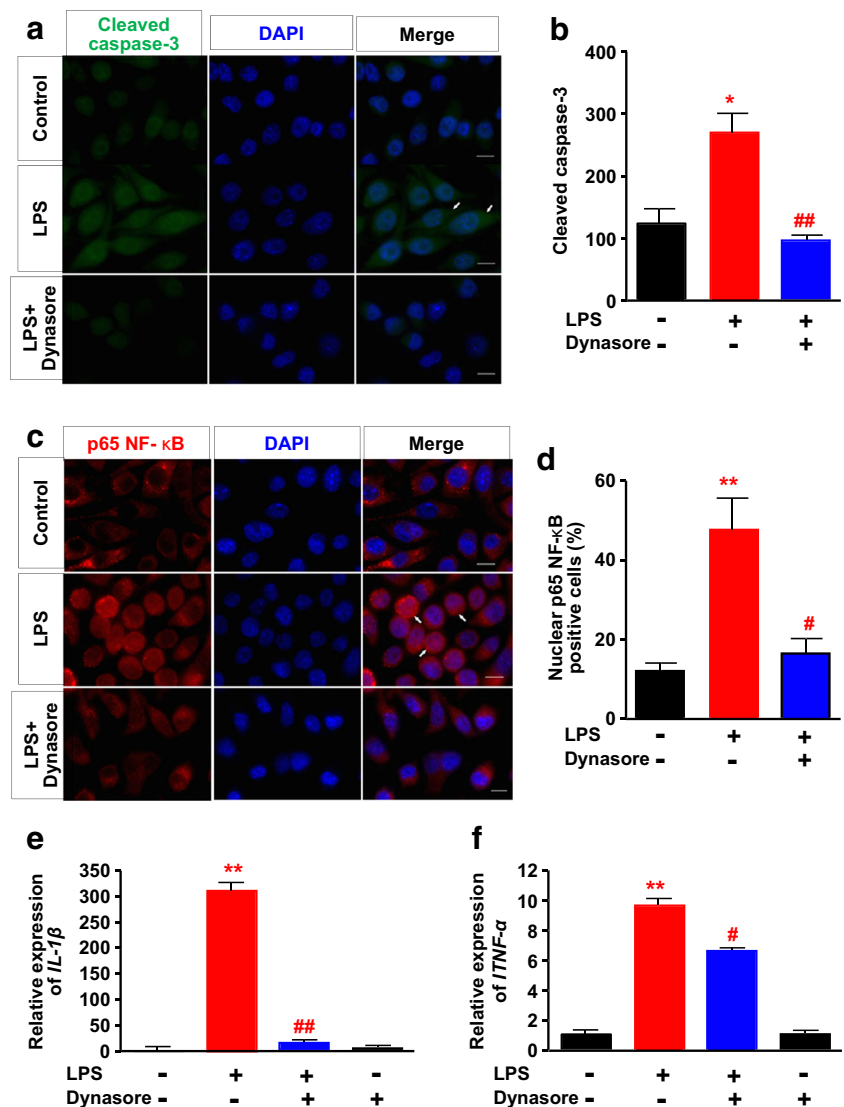 a
Cleaved
caspase-3
DAPI
Merge
Control
LPS
LPS+
Dynasore
b
Cleaved caspase-3
400
300
200
100
0
*
##
LPS - + +
Dynasore - - +
c
p65 NF- κB
DAPI
Merge
Control
LPS
LPS+
Dynasore
d
Nuclear p65 NF-κB
positive cells (%)
60
40
20
0
**
#
LPS - + +
Dynasore - - +
e
Relative expression
of IL-1β
350
300
250
200
150
100
50
0
**
##
LPS - + + -
Dynasore - - + +
f
Relative expression
of ITNF-α
12
10
8
6
4
2
0
**
#
LPS - + + -
Dynasore - - + +